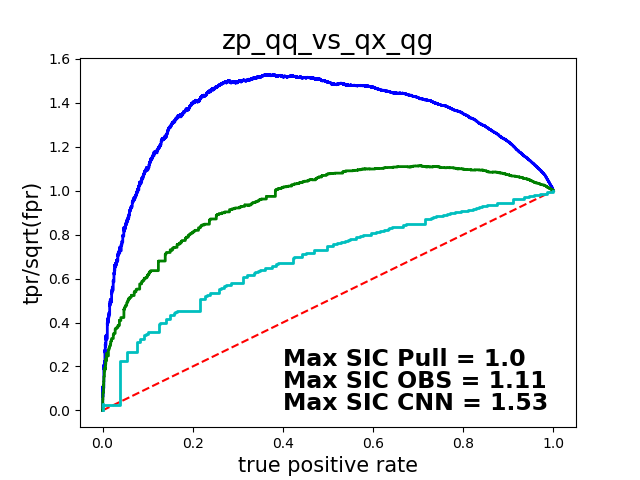 zp_qq_vs_qx_qg
tpr/sqrt(fpr)
1.6
1.4
1.2
1.0
0.8
0.6
0.4
0.2
0.0
Max SIC Pull = 1.0
Max SIC OBS = 1.11
Max SIC CNN = 1.53
0.0 0.2 0.4 0.6 0.8 1.0
true positive rate